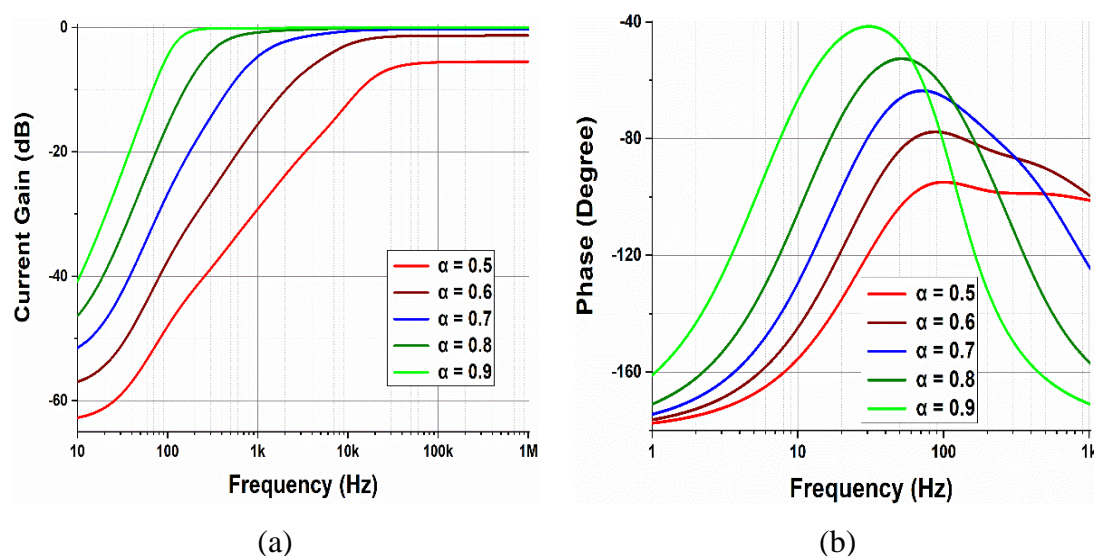 Current Gain (dB)
0
-20
-40
-60
10
100
1k
10k
100k
1M
Frequency (Hz)
α = 0.5
α = 0.6
α = 0.7
α = 0.8
α = 0.9
(a)
Phase (Degree)
-40
-80
-120
-160
1
10
100
1k
Frequency (Hz)
α = 0.5
α = 0.6
α = 0.7
α = 0.8
α = 0.9
(b)